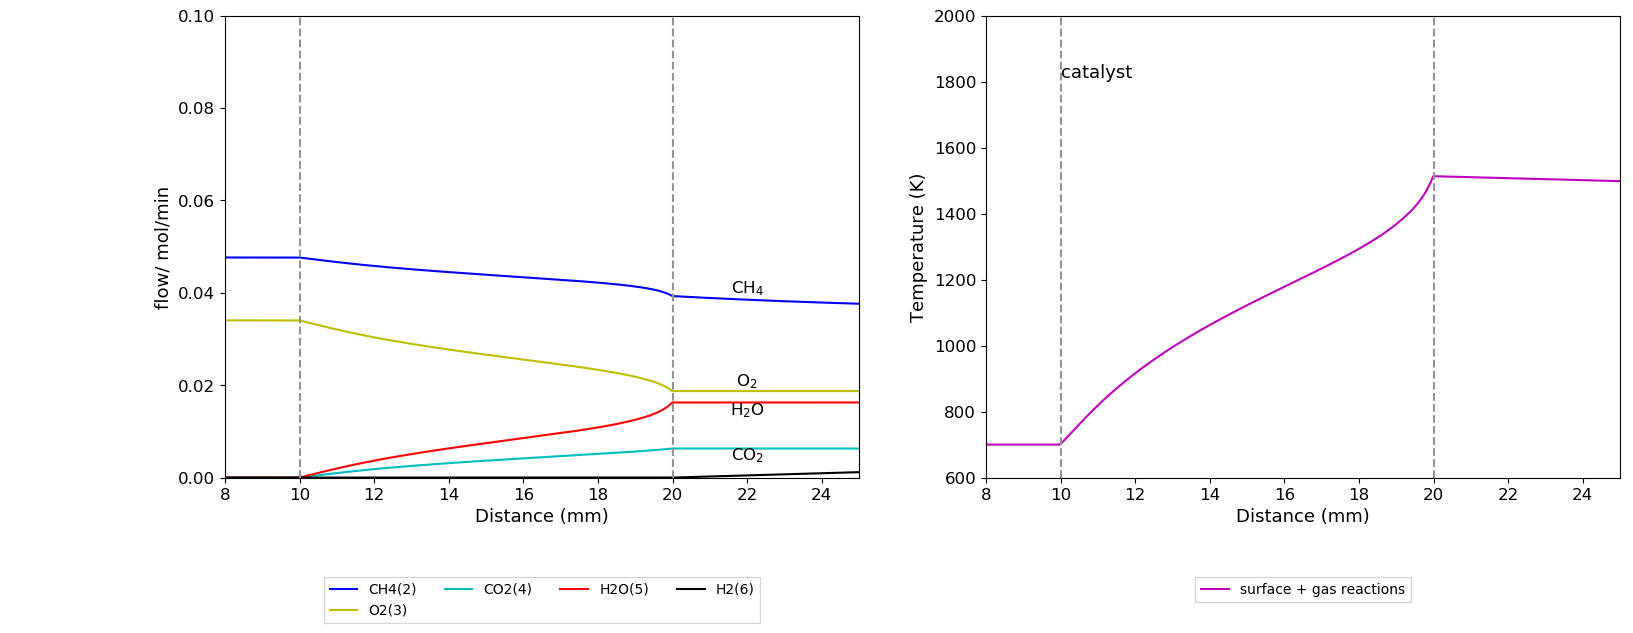 0.10
0.08
0.06
0.04
0.02
0.00
flow/ mol/min
CH₄
O₂
H₂O
CO₂
8 10 12 14 16 18 20 22 24
Distance (mm)
CH4(2) CO2(4) H2O(5) H2(6)
O2(3)
2000
1800
1600
1400
1200
1000
800
600
Temperature (K)
catalyst
8 10 12 14 16 18 20 22 24
Distance (mm)
surface + gas reactions